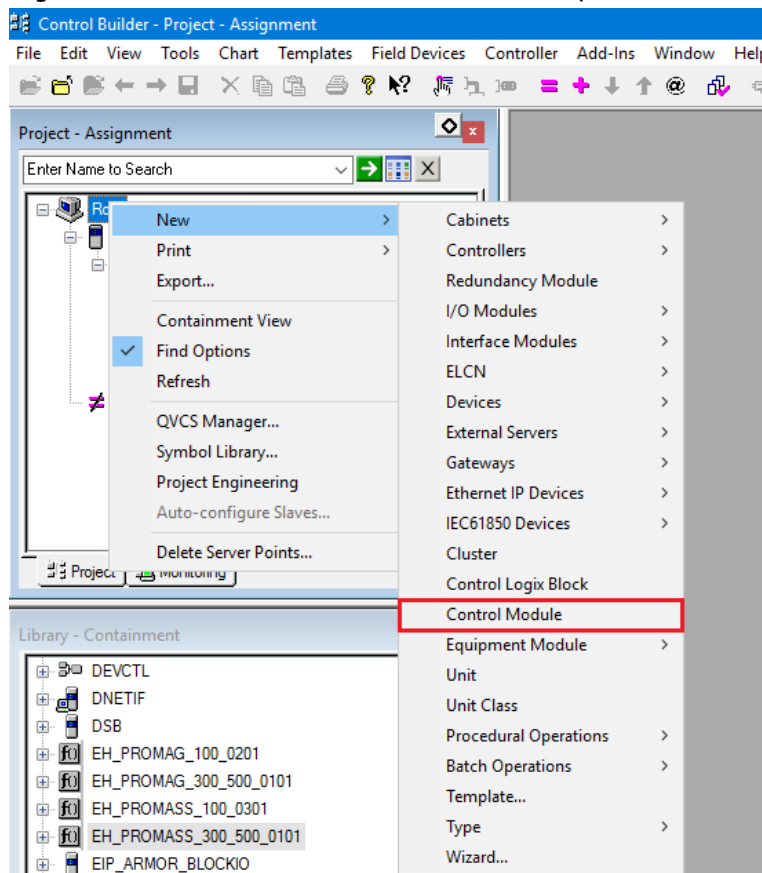 Control Builder - Project - Assignment
File Edit View Tools Chart Templates Field Devices Controller Add-Ins Window Help
Project - Assignment
Enter Name to Search
New
Print
Export...
Containment View
Find Options
Refresh
QVCS Manager...
Symbol Library...
Project Engineering
Auto-configure Slaves...
Delete Server Points...
Cabinets
Controllers
Redundancy Module
I/O Modules
Interface Modules
ELCN
Devices
External Servers
Gateways
Ethernet IP Devices
IEC61850 Devices
Cluster
Control Logix Block
Control Module
Equipment Module
Unit
Unit Class
Procedural Operations
Batch Operations
Template...
Type
Wizard...
Project Monitoring
Library - Containment
DEVCTL
DNETIF
DSB
EH_PROMAG_100_0201
EH_PROMAG_300_500_0101
EH_PROMASS_100_0301
EH_PROMASS_300_500_0101
EIP_ARMOR_BLOCKIO